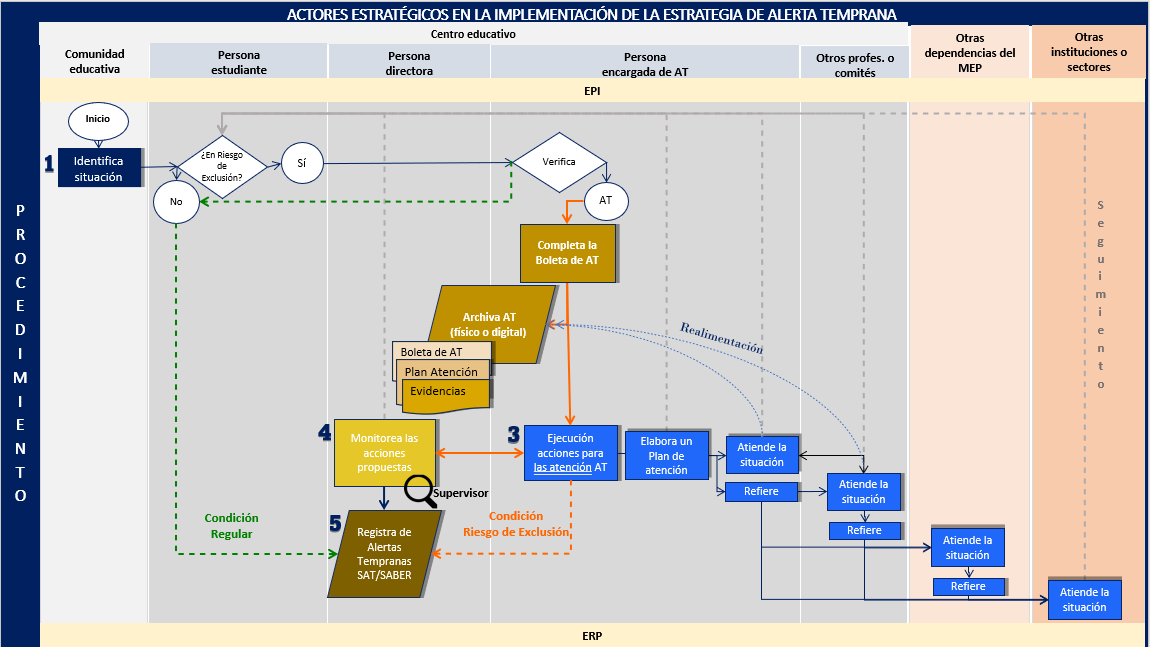 ACTORES ESTRATÉGICOS EN LA IMPLEMENTACIÓN DE LA ESTRATEGIA DE ALERTA TEMPRANA
Centro educativo
Comunidad
educativa
Persona
estudiante
Persona
directora
Persona
encargada de AT
Otros profes. o
comités
Otras
dependencias del
MEP
Otras
instituciones o
sectores
EPI
PROCEDIMIENTO
Inicio
1
Identifica
situación
¿En Riesgo
de
Exclusión?
Sí
No
Verifica
AT
Completa la
Boleta de AT
Archiva AT
(físico o digital)
Boleta de AT
Plan Atención
Evidencias
Realimentación
Seguimiento
4
Monitorea las
acciones
propuestas
3
Ejecución
acciones para
las atención AT
Elabora un
Plan de
atención
Atiende la
situación
Refiere
Atiende la
situación
Refiere
Atiende la
situación
Refiere
Atiende la
situación
Supervisor
5
Registra de
Alertas
Tempranas
SAT/SABER
Condición
Regular
Condición
Riesgo de Exclusión
ERP